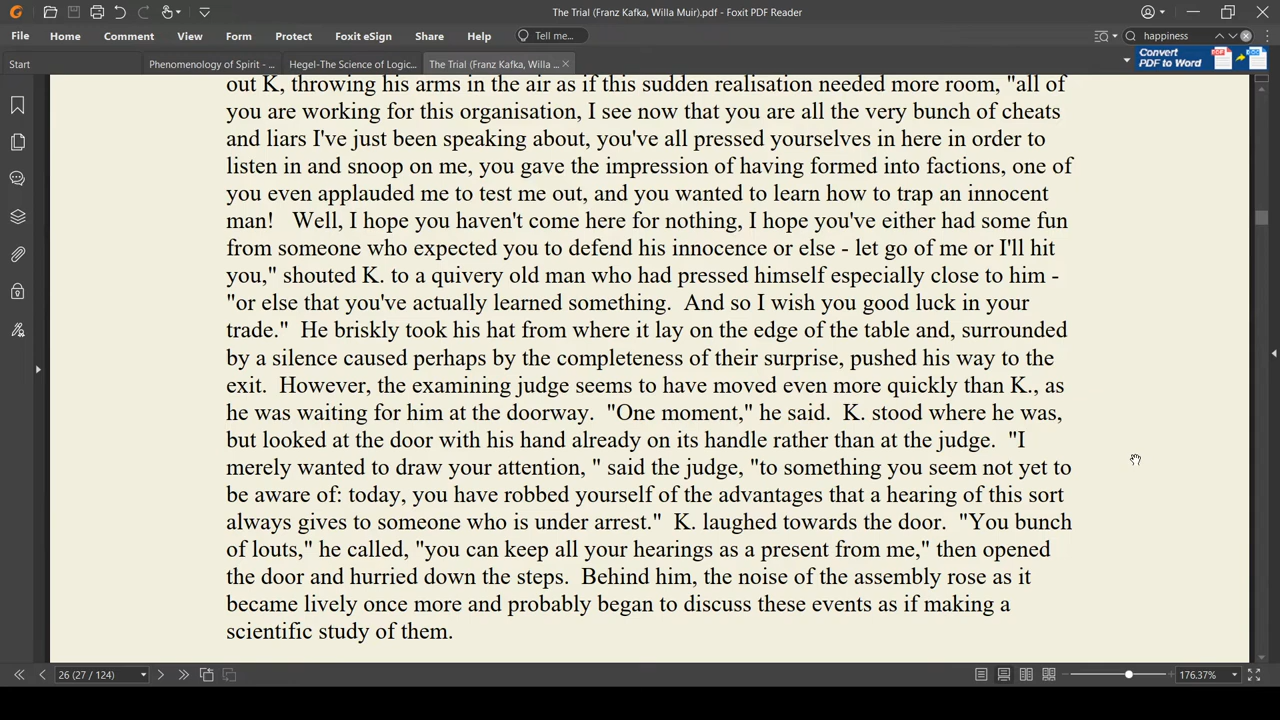 The Trial (Franz Kafka, Willa Muir).pdf - Foxit PDF Reader
File Home Comment View Form Protect Foxit eSign Share Help Tell me... happiness
Start Phenomenology of Spirit - ... Hegel-The Science of Logic... The Trial (Franz Kafka, Willa ... Convert PDF to Word
out K, throwing his arms in the air as if this sudden realisation needed more room, "all of
you are working for this organisation, I see now that you are all the very bunch of cheats
and liars I've just been speaking about, you've all pressed yourselves in here in order to
listen in and snoop on me, you gave the impression of having formed into factions, one of
you even applauded me to test me out, and you wanted to learn how to trap an innocent
man!   Well, I hope you haven't come here for nothing, I hope you've either had some fun
from someone who expected you to defend his innocence or else - let go of me or I'll hit
you," shouted K. to a quivery old man who had pressed himself especially close to him -
"or else that you've actually learned something.  And so I wish you good luck in your
trade."  He briskly took his hat from where it lay on the edge of the table and, surrounded
by a silence caused perhaps by the completeness of their surprise, pushed his way to the
exit.  However, the examining judge seems to have moved even more quickly than K., as
he was waiting for him at the doorway.  "One moment," he said.  K. stood where he was,
but looked at the door with his hand already on its handle rather than at the judge.  "I
merely wanted to draw your attention, " said the judge, "to something you seem not yet to
be aware of: today, you have robbed yourself of the advantages that a hearing of this sort
always gives to someone who is under arrest."  K. laughed towards the door.  "You bunch
of louts," he called, "you can keep all your hearings as a present from me," then opened
the door and hurried down the steps.  Behind him, the noise of the assembly rose as it
became lively once more and probably began to discuss these events as if making a
scientific study of them.
26 (27 / 124) 176.37%